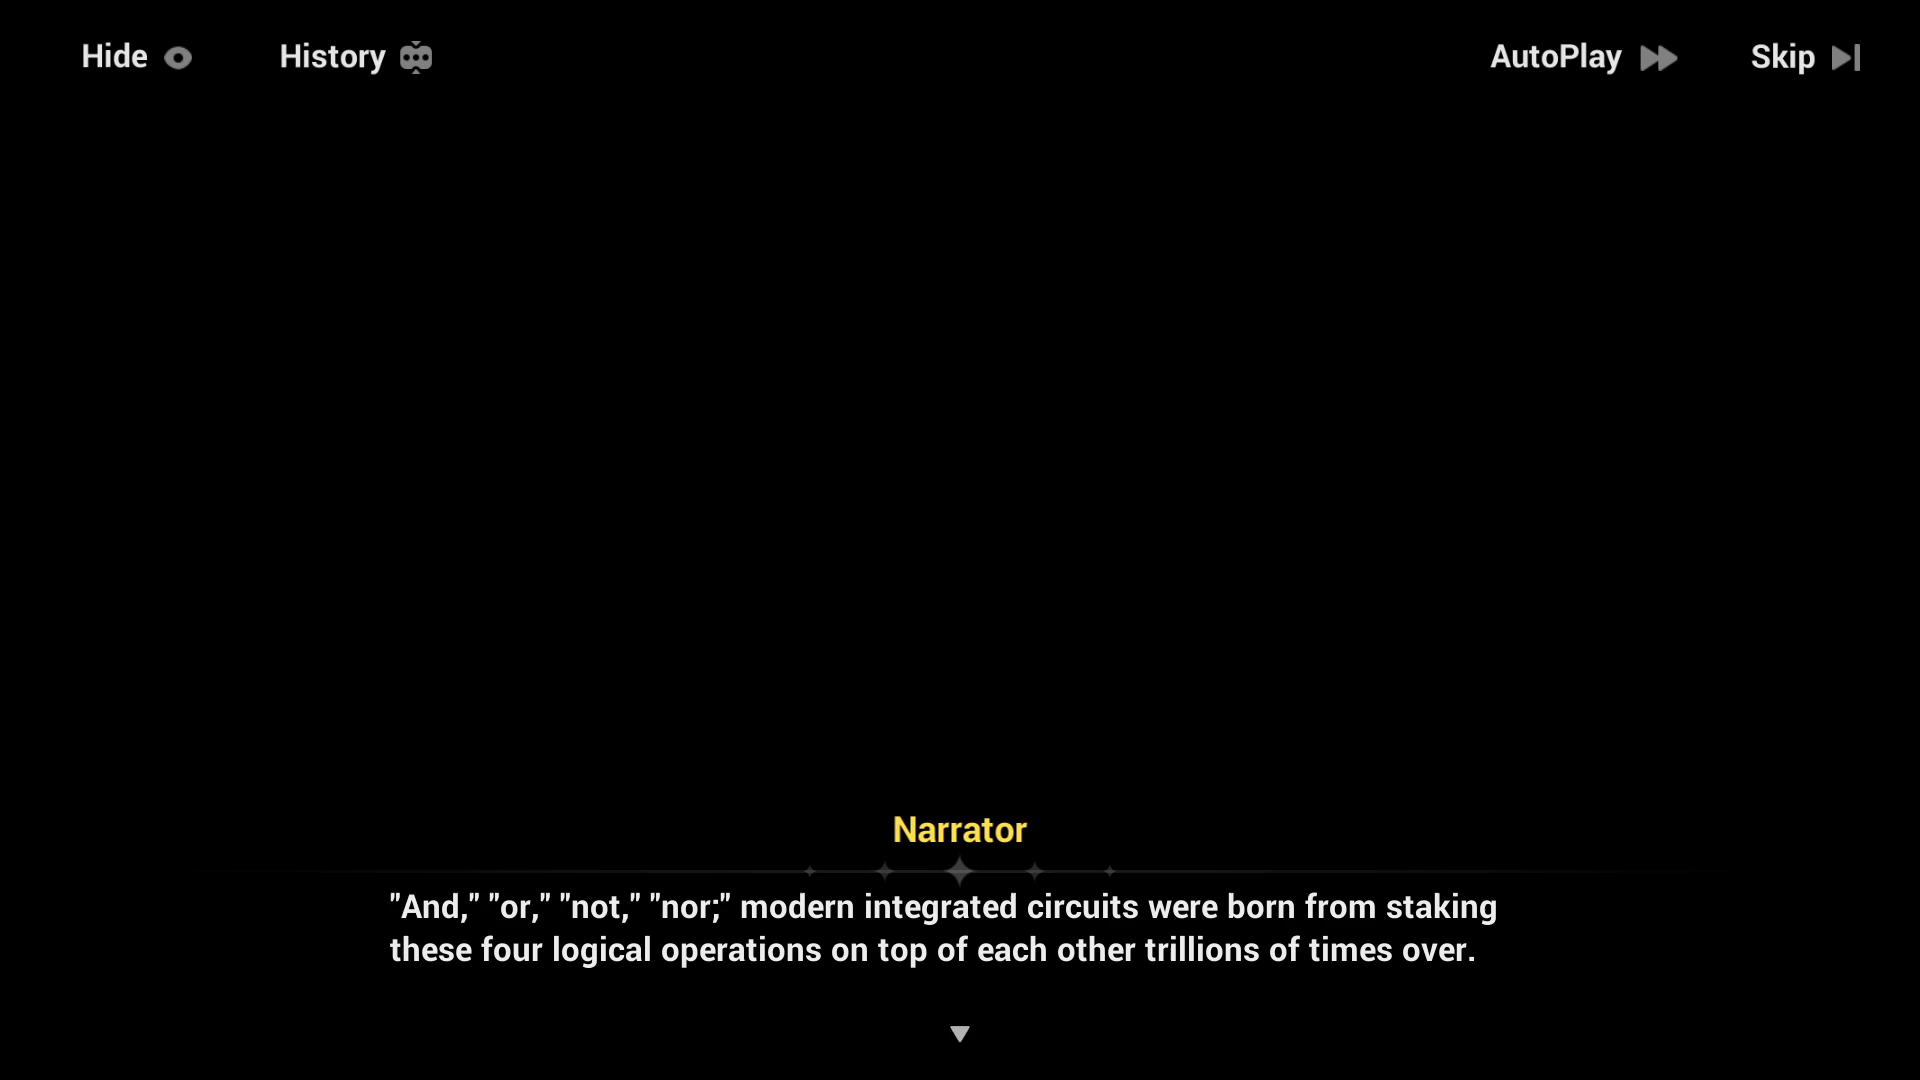 Hide
History
AutoPlay
Skip
Narrator
"And," "or," "not," "nor;" modern integrated circuits were born from staking
these four logical operations on top of each other trillions of times over.